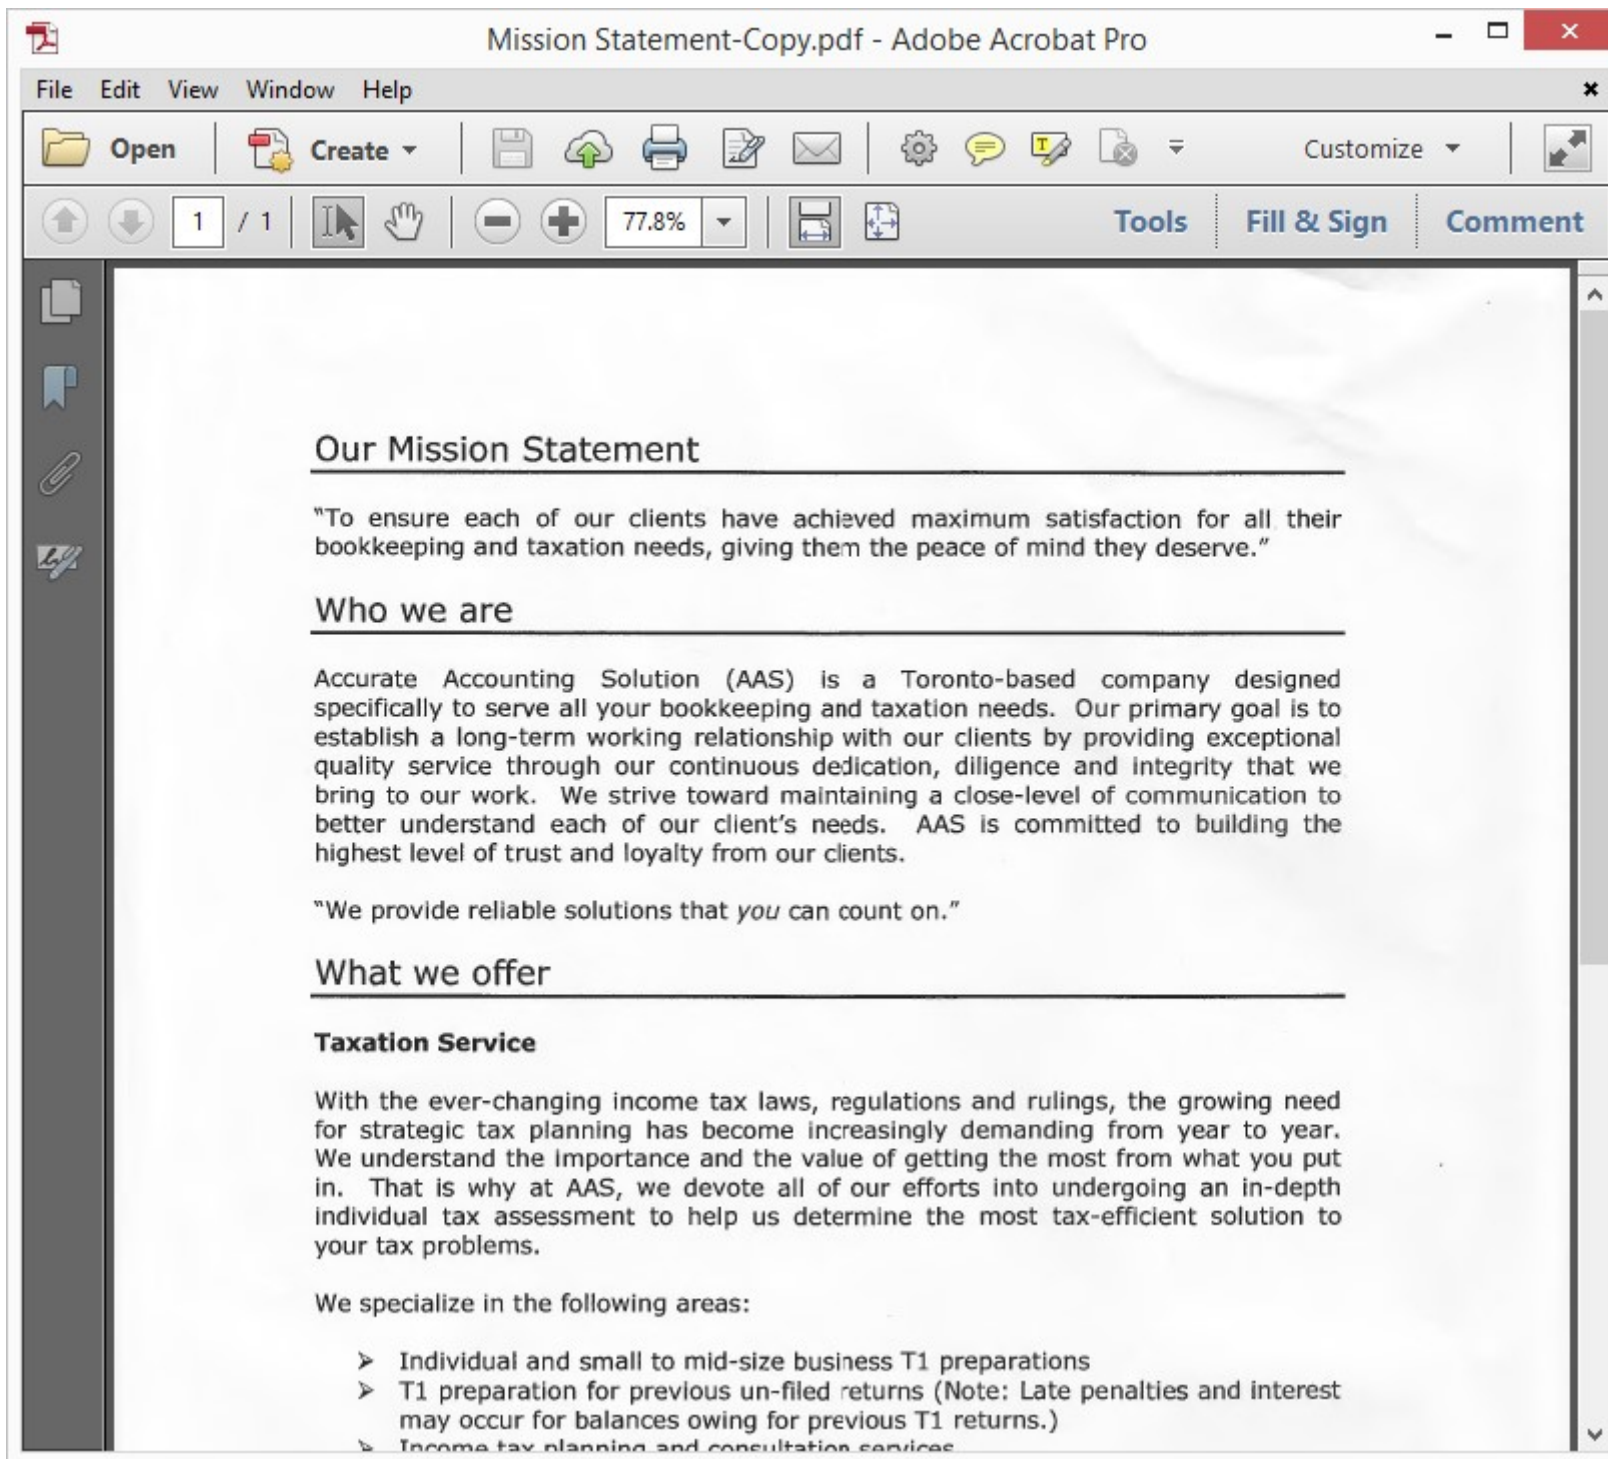 Mission Statement-Copy.pdf - Adobe Acrobat Pro
File Edit View Window Help
Open Create Customize
1 / 1 77.8% Tools Fill & Sign Comment
Our Mission Statement
"To ensure each of our clients have achieved maximum satisfaction for all their
bookkeeping and taxation needs, giving them the peace of mind they deserve."
Who we are
Accurate Accounting Solution (AAS) is a Toronto-based company designed
specifically to serve all your bookkeeping and taxation needs. Our primary goal is to
establish a long-term working relationship with our clients by providing exceptional
quality service through our continuous dedication, diligence and integrity that we
bring to our work. We strive toward maintaining a close-level of communication to
better understand each of our client's needs. AAS is committed to building the
highest level of trust and loyalty from our clients.
"We provide reliable solutions that you can count on."
What we offer
Taxation Service
With the ever-changing income tax laws, regulations and rulings, the growing need
for strategic tax planning has become increasingly demanding from year to year.
We understand the importance and the value of getting the most from what you put
in. That is why at AAS, we devote all of our efforts into undergoing an in-depth
individual tax assessment to help us determine the most tax-efficient solution to
your tax problems.
We specialize in the following areas:
➢ Individual and small to mid-size business T1 preparations
➢ T1 preparation for previous un-filed returns (Note: Late penalties and interest
may occur for balances owing for previous T1 returns.)
➢ Income tax planning and consultation services